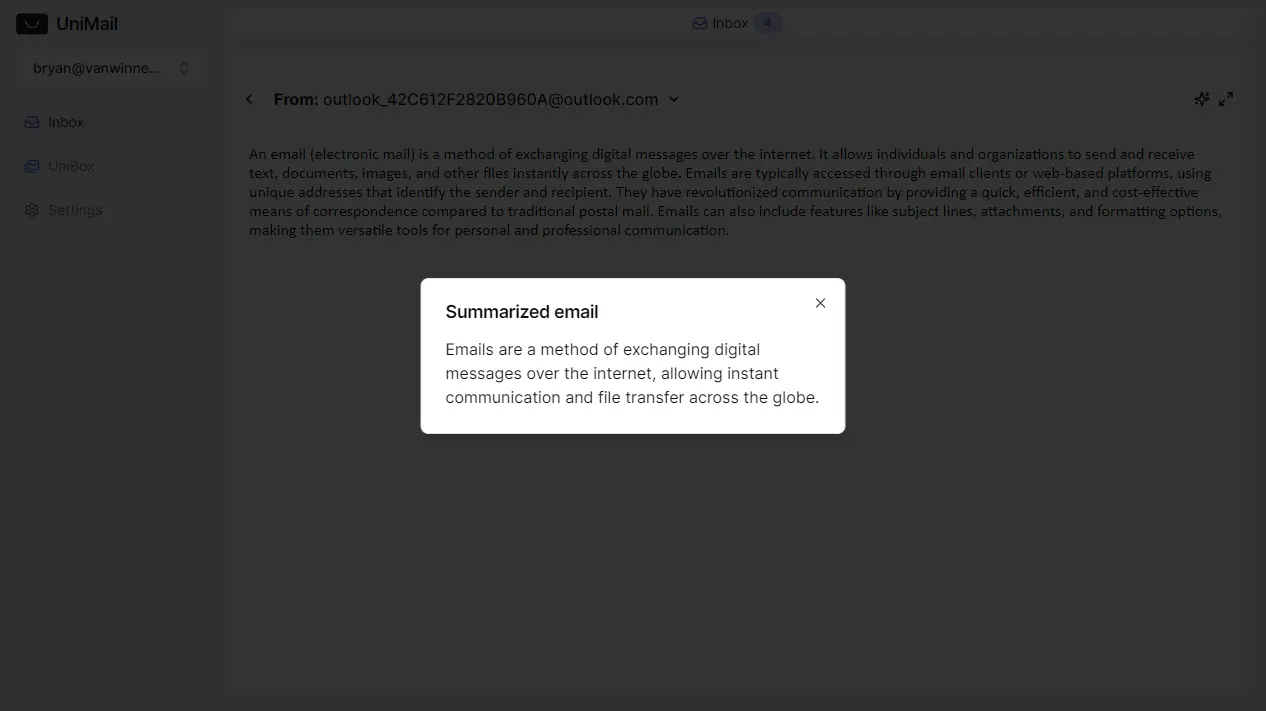 UniMail
Inbox 4
bryan@vanwinne...
From: outlook_42C612F2820B960A@outlook.com
Inbox
UniBox
Settings
An email (electronic mail) is a method of exchanging digital messages over the internet. It allows individuals and organizations to send and receive
text, documents, images, and other files instantly across the globe. Emails are typically accessed through email clients or web-based platforms, using
unique addresses that identify the sender and recipient. They have revolutionized communication by providing a quick, efficient, and cost-effective
means of correspondence compared to traditional postal mail. Emails can also include features like subject lines, attachments, and formatting options,
making them versatile tools for personal and professional communication.
Summarized email
Emails are a method of exchanging digital
messages over the internet, allowing instant
communication and file transfer across the globe.